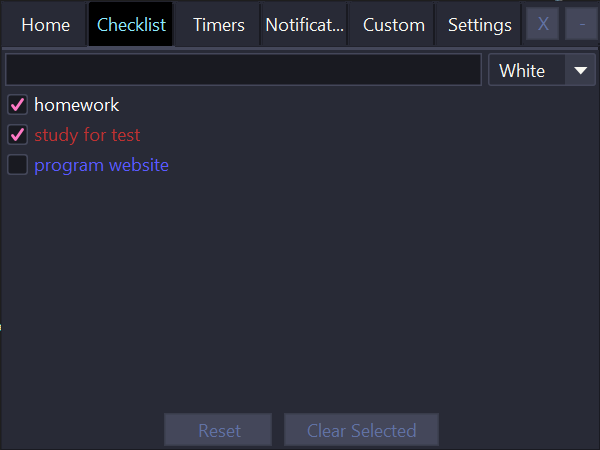 Home Checklist Timers Notificat... Custom Settings X -
White
homework
study for test
program website
Reset Clear Selected